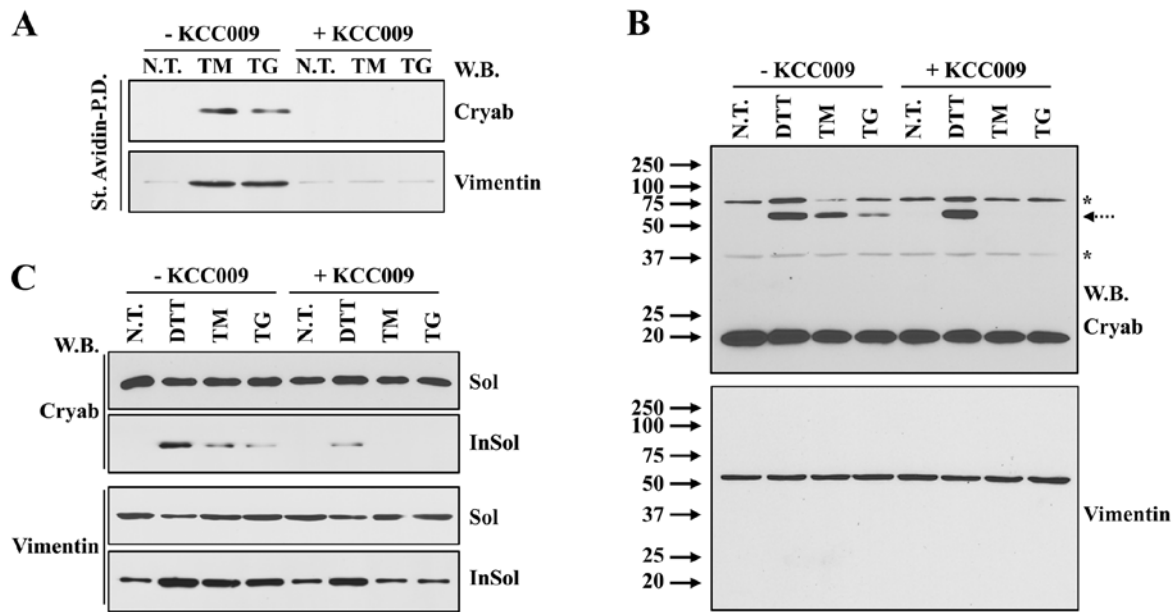 A
- KCC009 + KCC009
N.T. TM TG N.T. TM TG W.B.
St. Avidin-P.D.
Cryab
Vimentin
B
- KCC009 + KCC009
N.T. DTT TM TG N.T. DTT TM TG
250
100
75 *
50
37 *
W.B.
25
Cryab
20
250
100
75
50
37 Vimentin
25
20
C
- KCC009 + KCC009
N.T. DTT TM TG N.T. DTT TM TG
W.B.
Cryab
Sol
InSol
Vimentin
Sol
InSol